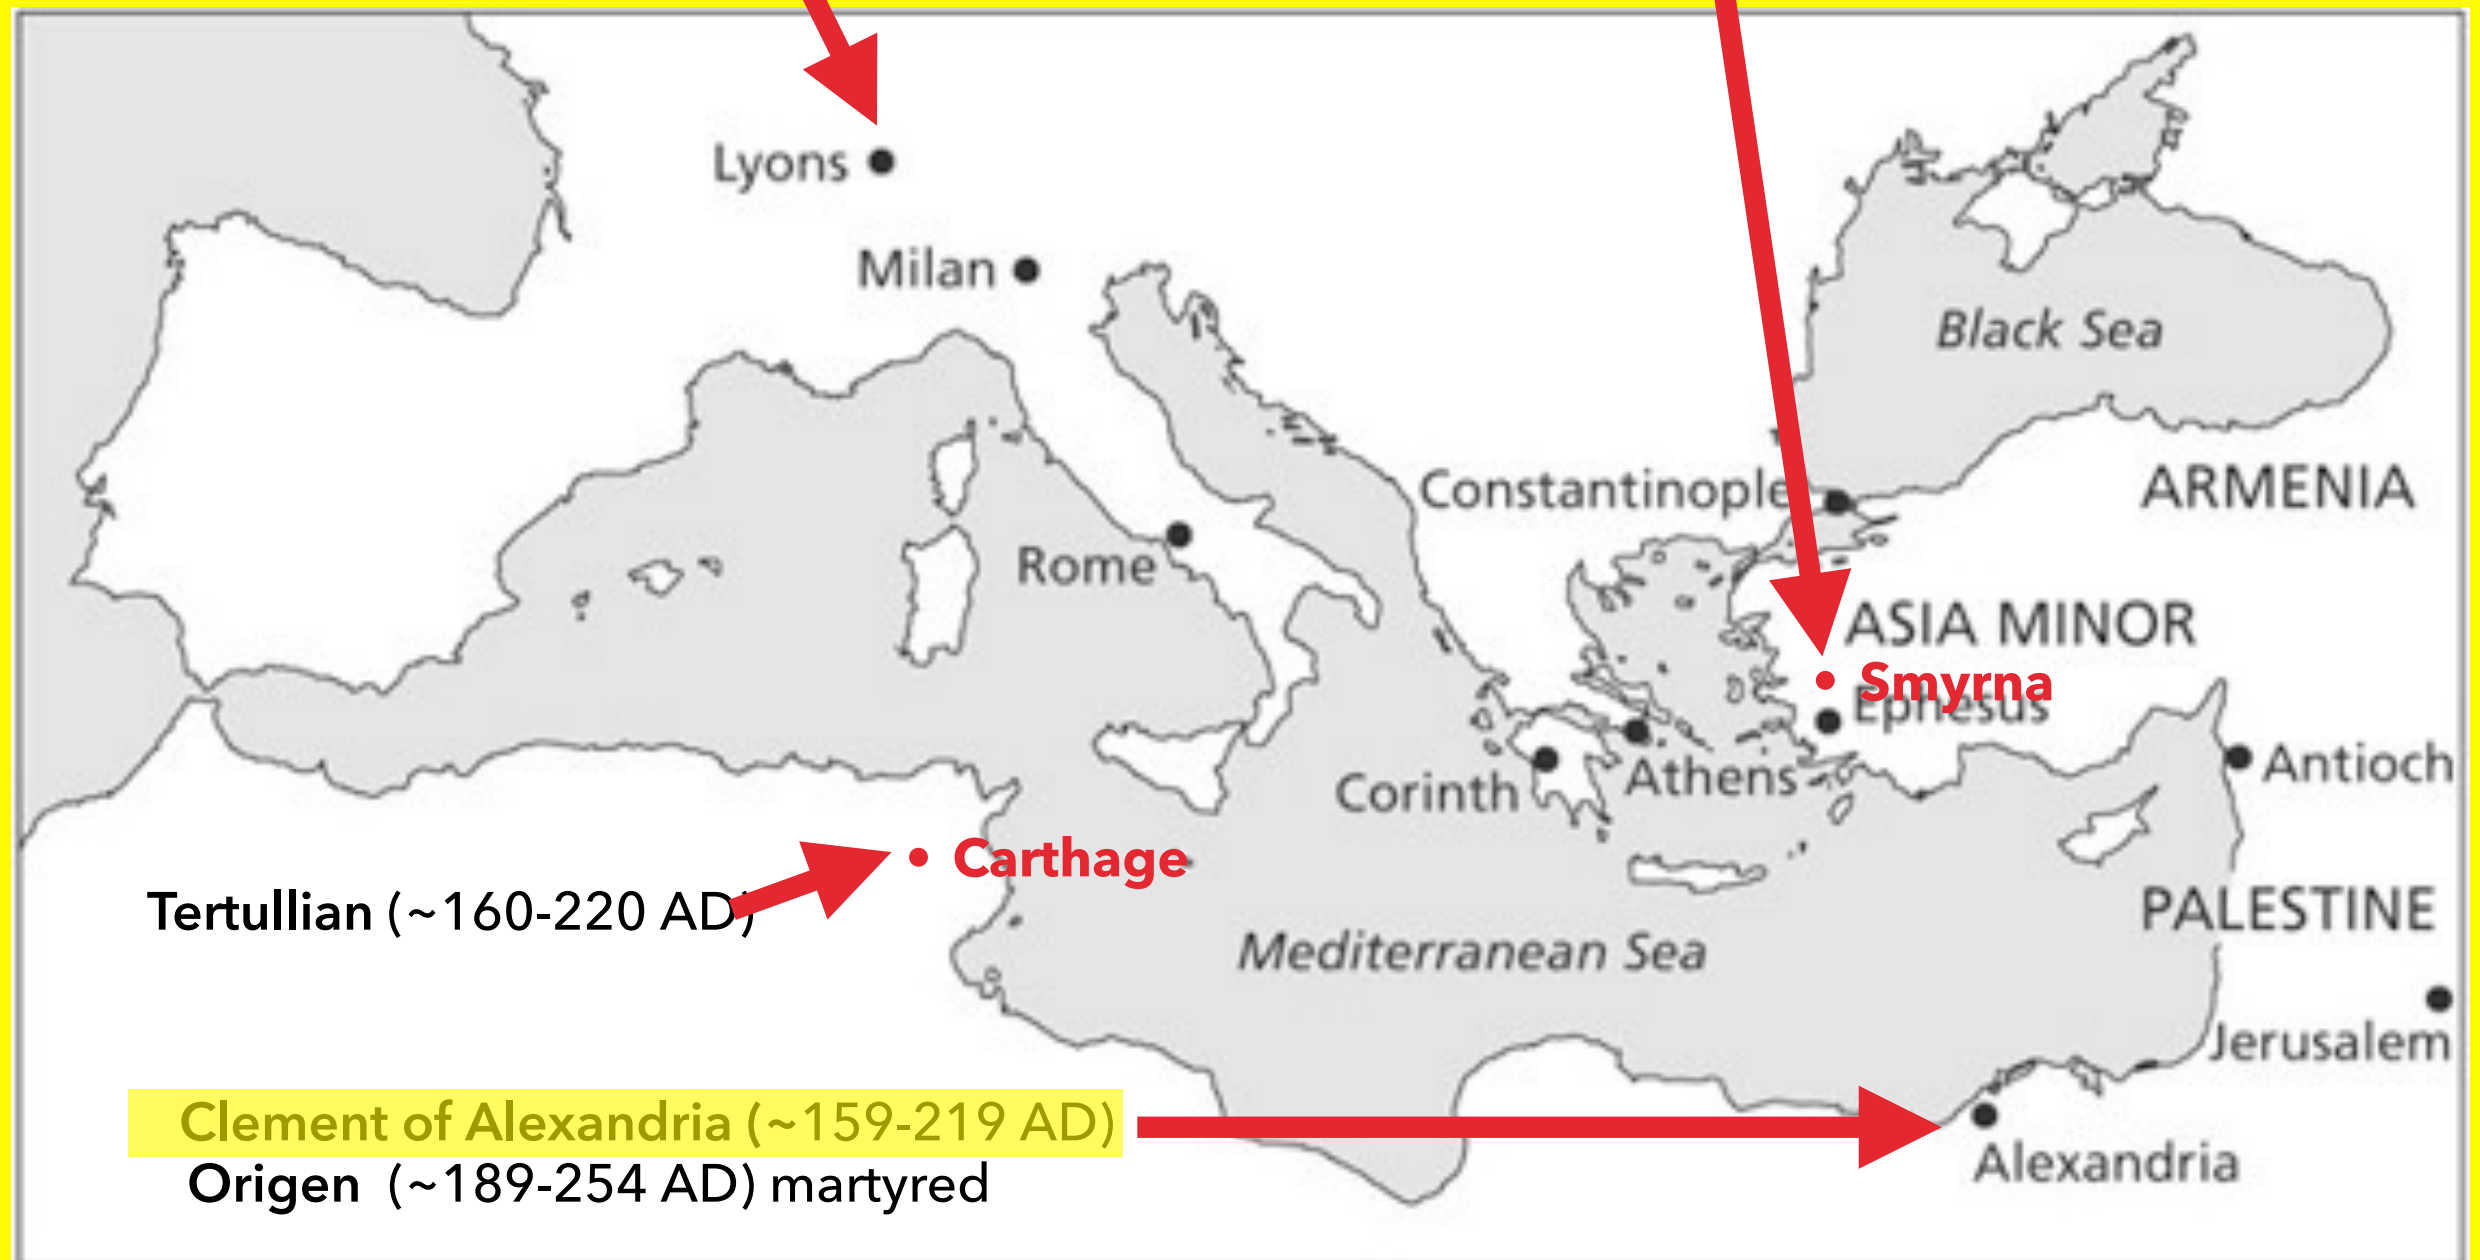 Lyons
Milan
Black Sea
Constantinople
ARMENIA
Rome
ASIA MINOR
Smyrna
Ephesus
Antioch
Corinth
Athens
Carthage
Tertullian (~160-220 AD)
PALESTINE
Mediterranean Sea
Jerusalem
Clement of Alexandria (~159-219 AD)
Alexandria
Origen (~189-254 AD) martyred